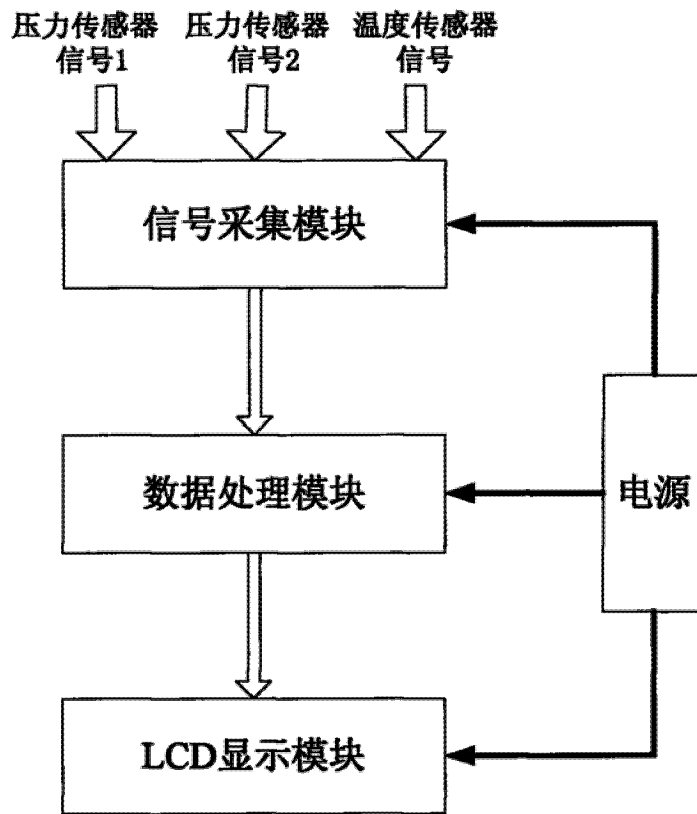 压力传感器
信号1
压力传感器
信号2
温度传感器
信号
信号采集模块
数据处理模块
电源
LCD显示模块